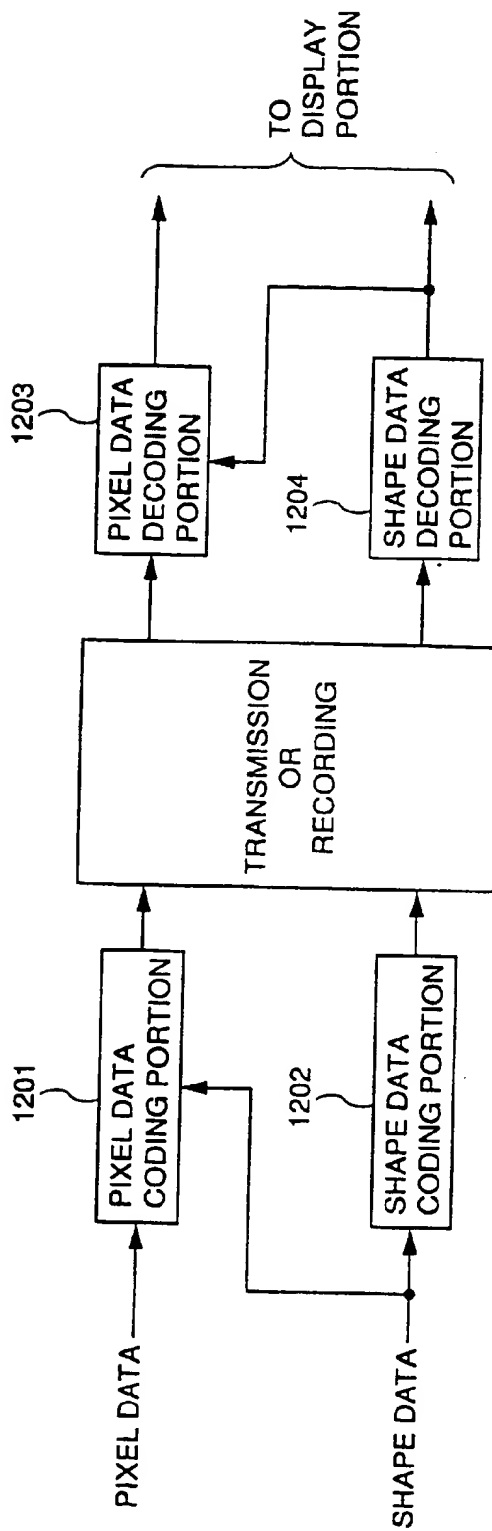 PIXEL DATA
1201
PIXEL DATA
CODING PORTION
SHAPE DATA
1202
SHAPE DATA
CODING PORTION
TRANSMISSION
OR
RECORDING
1203
PIXEL DATA
DECODING
PORTION
1204
SHAPE DATA
DECODING
PORTION
TO
DISPLAY
PORTION